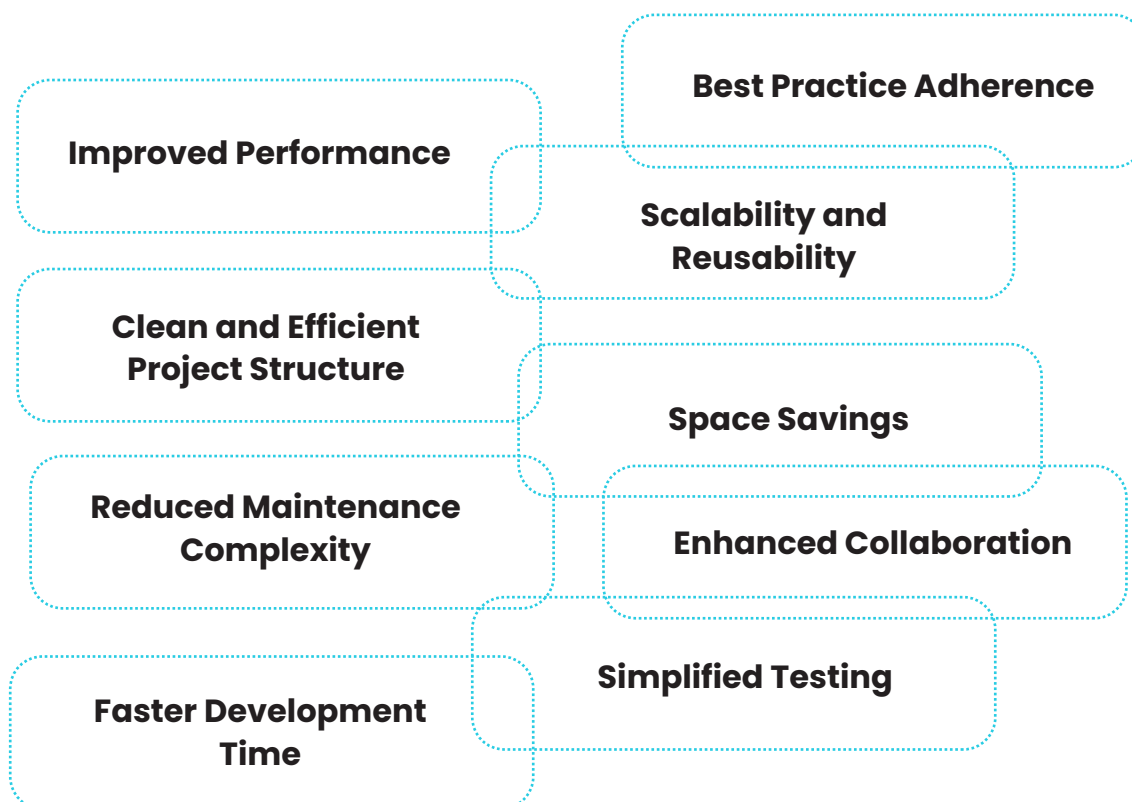 Best Practice Adherence
Improved Performance
Scalability and
Reusability
Clean and Efficient
Project Structure
Space Savings
Reduced Maintenance
Complexity
Enhanced Collaboration
Simplified Testing
Faster Development
Time